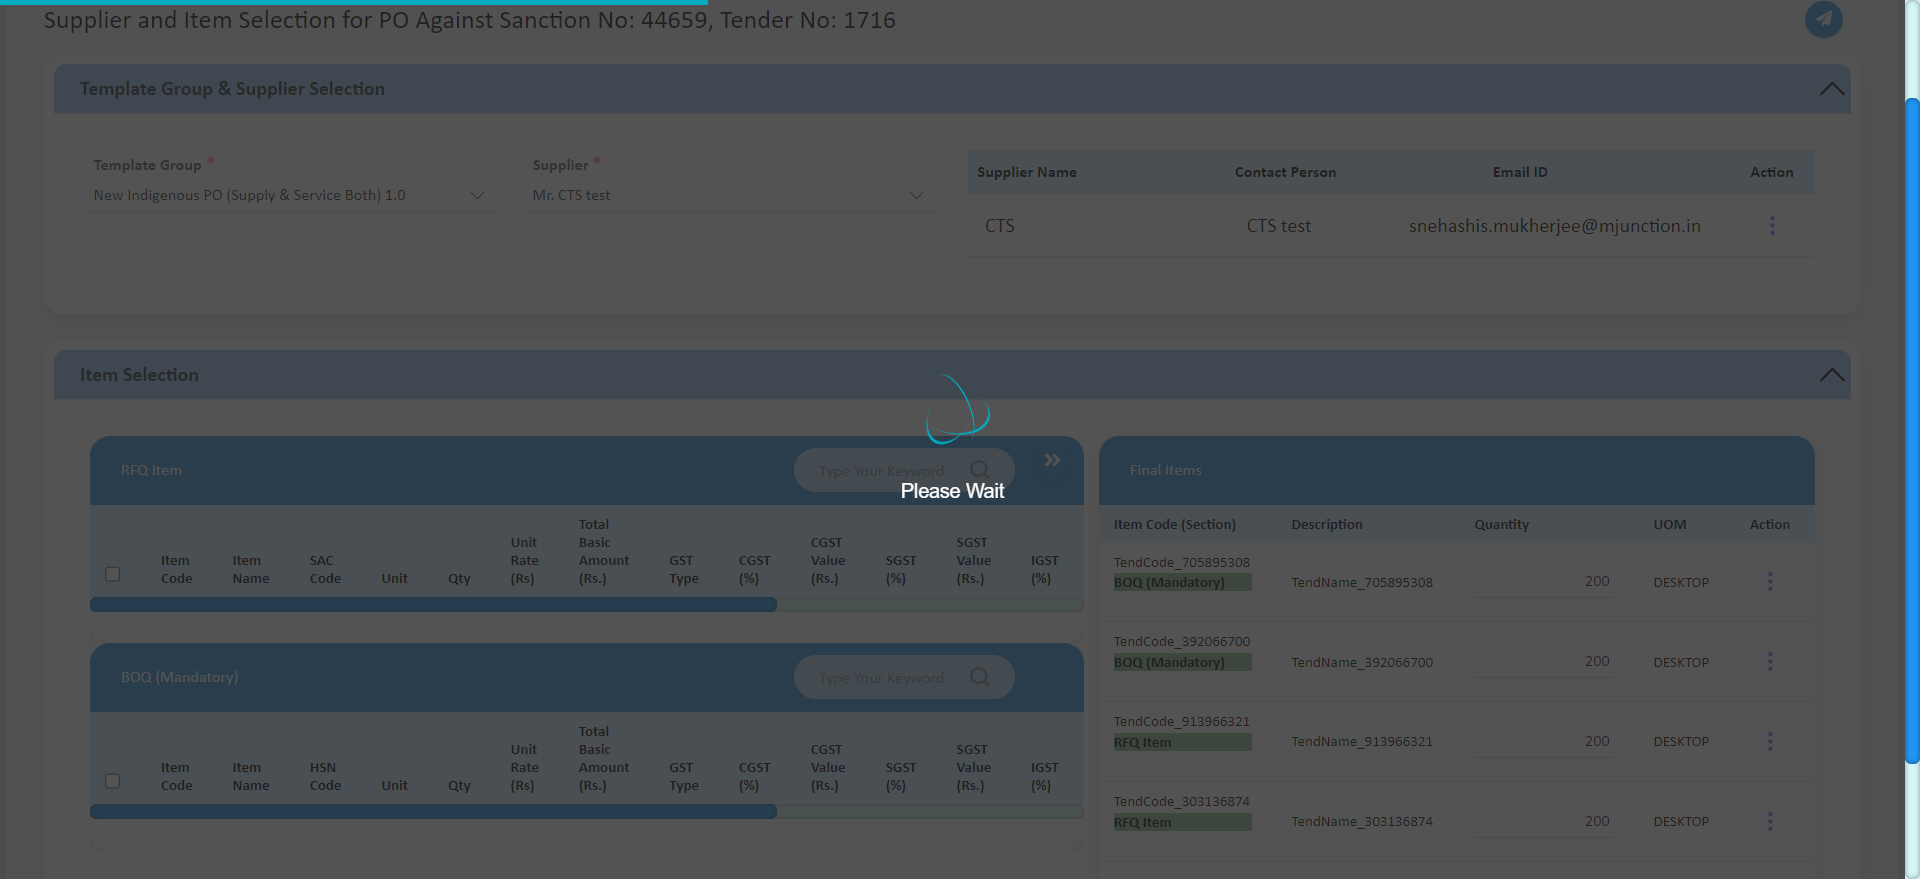 Supplier and Item Selection for PO Against Sanction No: 44659, Tender No: 1716
Template Group & Supplier Selection
Template Group *
New Indigenous PO (Supply & Service Both) 1.0
Supplier *
Mr. CTS test
Supplier Name Contact Person Email ID Action
CTS CTS test snehashis.mukherjee@mjunction.in
Item Selection
RFQ Item
Type Your Keyword
Please Wait
Item Code Item Name SAC Code Unit Qty Unit Rate (Rs) Total Basic Amount (Rs.) GST Type CGST (%) CGST Value (Rs.) SGST (%) SGST Value (Rs.) IGST (%)
BOQ (Mandatory)
Type Your Keyword
Item Code Item Name HSN Code Unit Qty Unit Rate (Rs) Total Basic Amount (Rs.) GST Type CGST (%) CGST Value (Rs.) SGST (%) SGST Value (Rs.) IGST (%)
Final Items
Item Code (Section) Description Quantity UOM Action
TendCode_705895308
BOQ (Mandatory) TendName_705895308 200 DESKTOP
TendCode_392066700
BOQ (Mandatory) TendName_392066700 200 DESKTOP
TendCode_913966321
RFQ Item TendName_913966321 200 DESKTOP
TendCode_303136874
RFQ Item TendName_303136874 200 DESKTOP